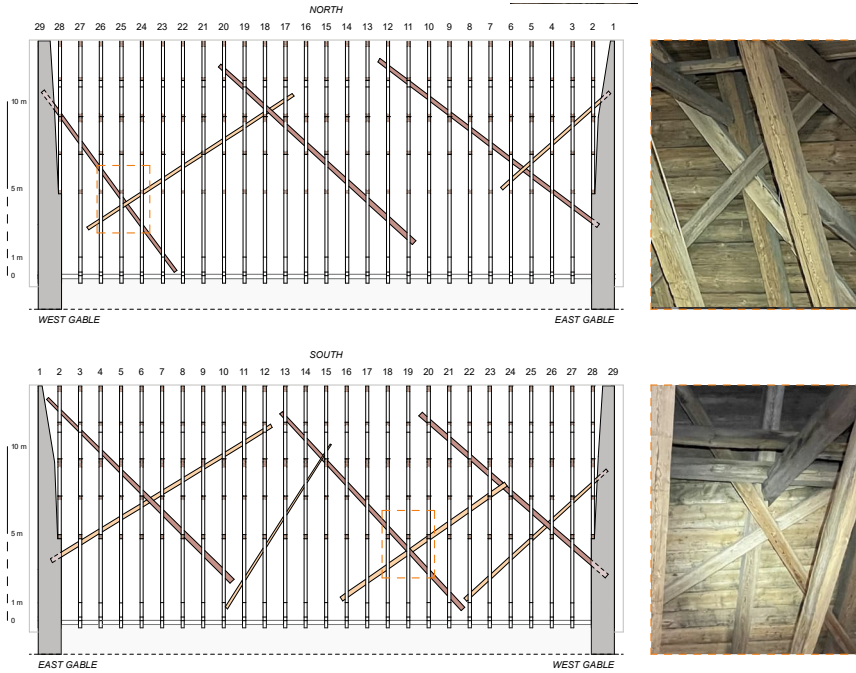 NORTH
29 28 27 26 25 24 23 22 21 20 19 18 17 16 15 14 13 12 11 10 9 8 7 6 5 4 3 2 1
10 m
5 m
1 m
0
WEST GABLE EAST GABLE
SOUTH
1 2 3 4 5 6 7 8 9 10 11 12 13 14 15 16 17 18 19 20 21 22 23 24 25 26 27 28 29
10 m
5 m
1 m
0
EAST GABLE WEST GABLE